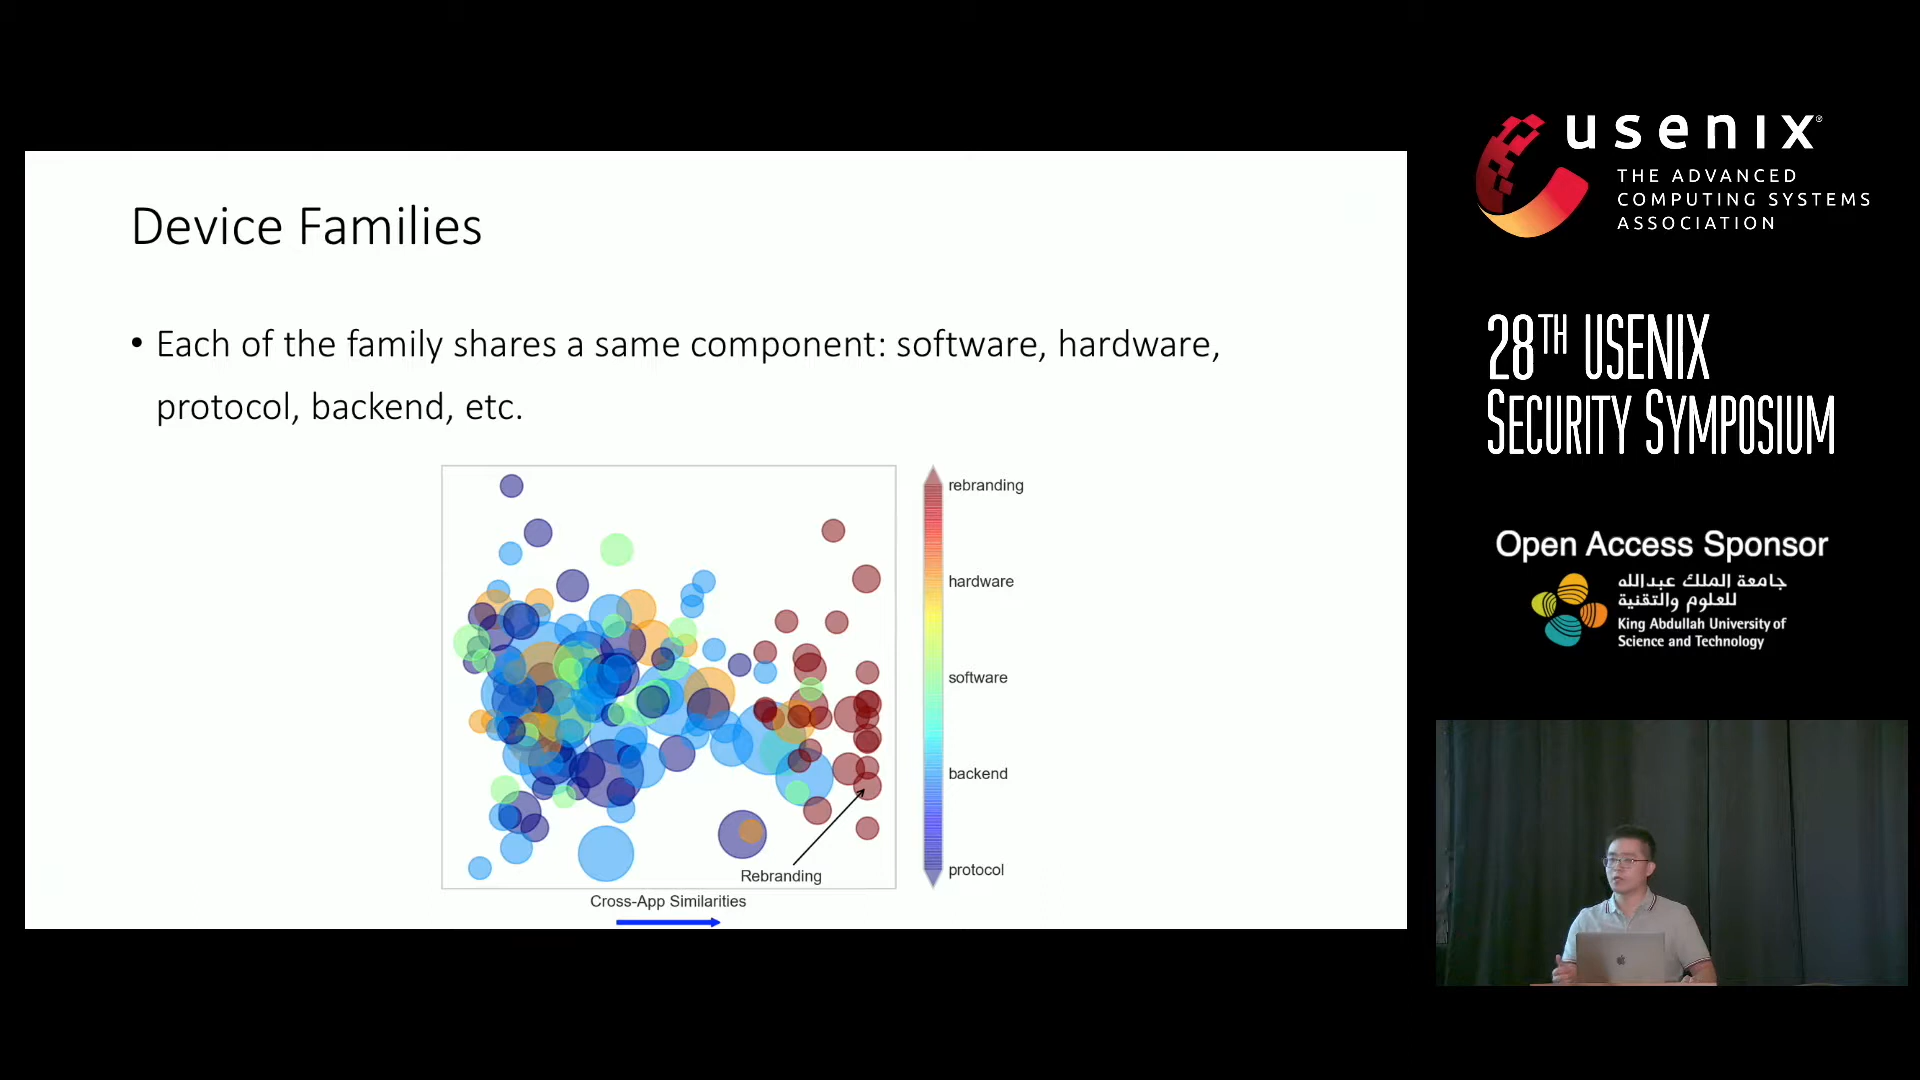 Device Families
• Each of the family shares a same component: software, hardware,
protocol, backend, etc.
rebranding
hardware
software
backend
protocol
Rebranding
Cross-App Similarities
usenix®
THE ADVANCED
COMPUTING SYSTEMS
ASSOCIATION
28TH USENIX
SECURITY SYMPOSIUM
Open Access Sponsor
جامعة الملك عبدالله
للعلوم والتقنية
King Abdullah University of
Science and Technology